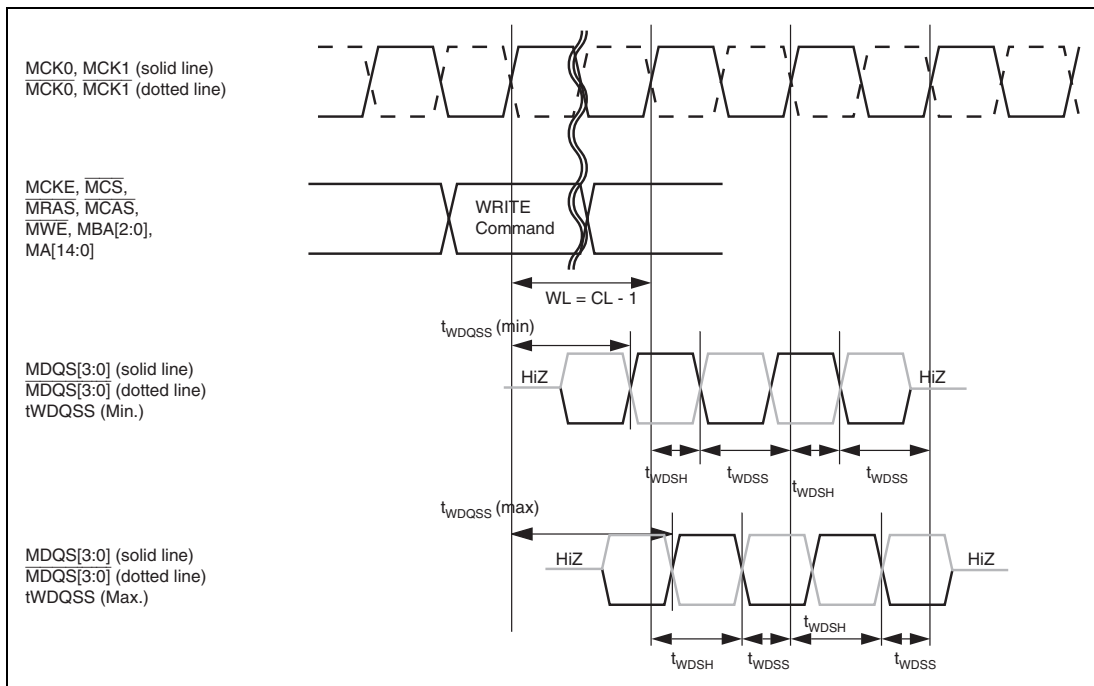 MCK0, MCK1 (solid line)
MCK0, MCK1 (dotted line)
MCKE, MCS,
MRAS, MCAS,
MWE, MBA[2:0],
MA[14:0]
WRITE
Command
WL = CL - 1
tWDQSS (min)
MDQS[3:0] (solid line)
MDQS[3:0] (dotted line)
tWDQSS (Min.)
HiZ
HiZ
tWDSH
tWDSS
tWDSH
tWDSS
tWDQSS (max)
MDQS[3:0] (solid line)
MDQS[3:0] (dotted line)
tWDQSS (Max.)
HiZ
HiZ
tWDSH
tWDSS
tWDSH
tWDSS